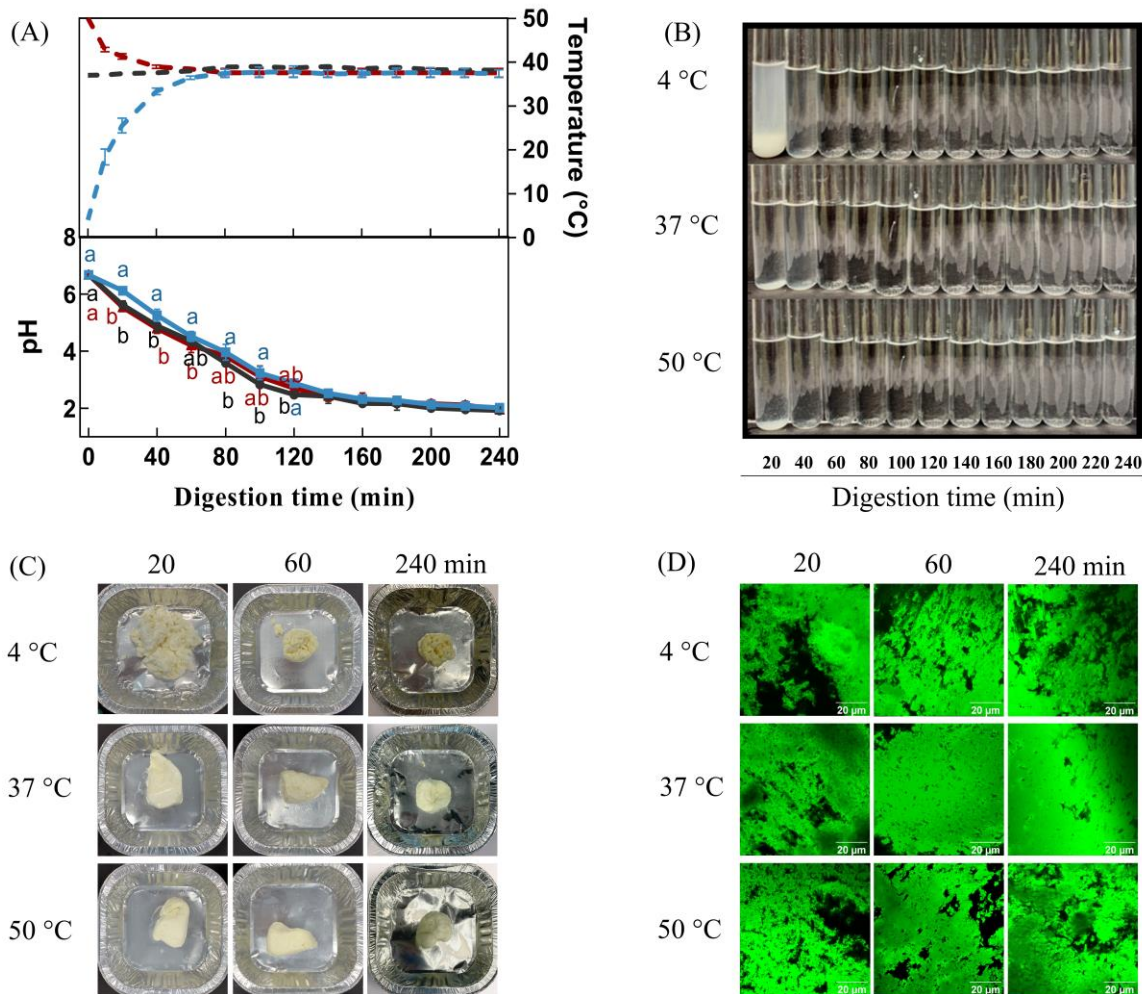 (A)
50
40
30
20
10
0
Temperature (°C)
8
6
4
2
pH
a
a
a
a
a
a
a
a
b
b
b
b
b
ab
b
ab
b
ab
b
ab
b
a
0 40 80 120 160 200 240
Digestion time (min)
(B)
4 °C
37 °C
50 °C
20 40 60 80 100 120 140 160 180 200 220 240
Digestion time (min)
(C)
20 60 240 min
4 °C
37 °C
50 °C
(D)
20 60 240 min
4 °C
20 µm 20 µm 20 µm
37 °C
20 µm 20 µm 20 µm
50 °C
20 µm 20 µm 20 µm